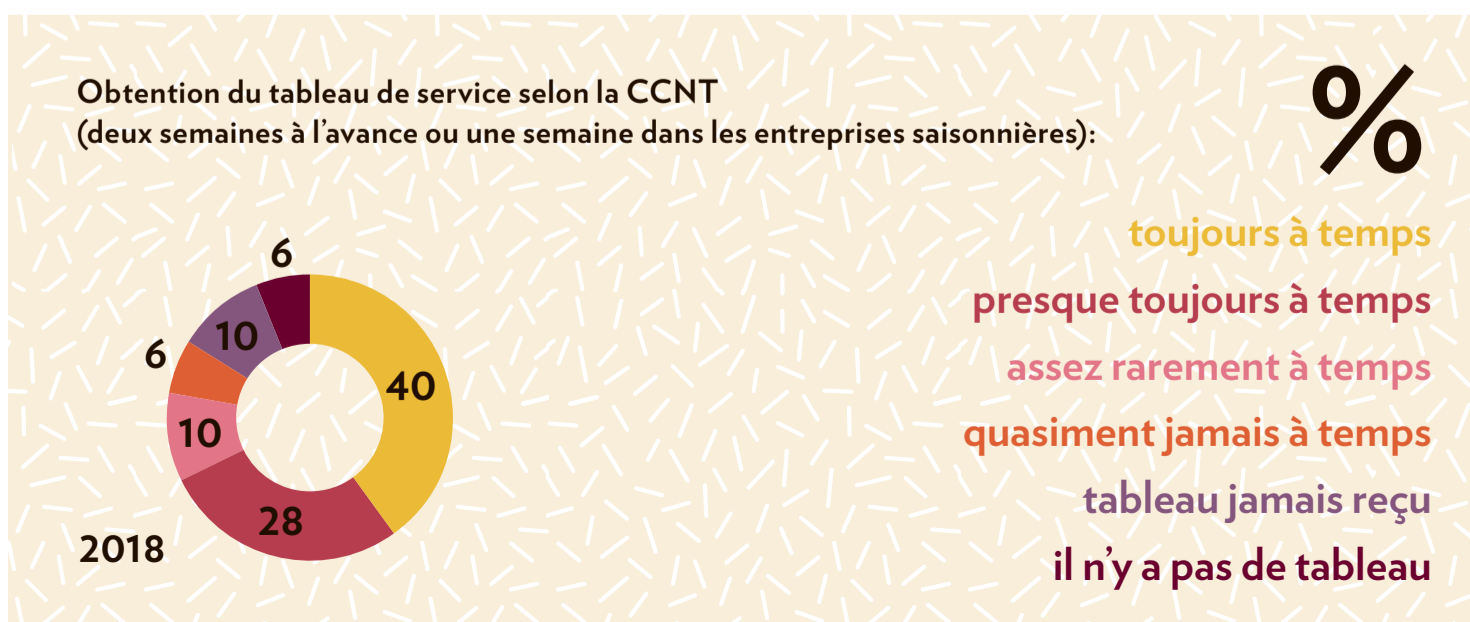 Obtention du tableau de service selon la CCNT
(deux semaines à l’avance ou une semaine dans les entreprises saisonnières):
%
toujours à temps
presque toujours à temps
assez rarement à temps
quasiment jamais à temps
tableau jamais reçu
il n’y a pas de tableau
6
10
6
40
10
28
2018